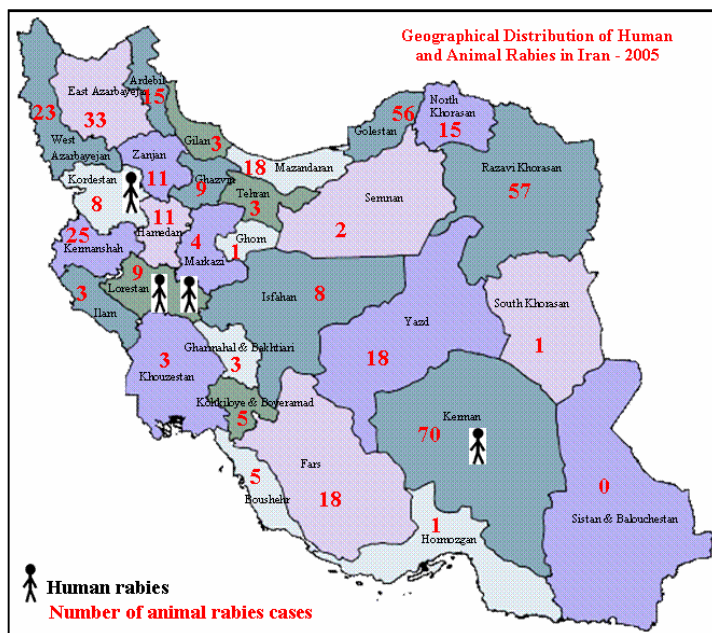 Geographical Distribution of Human
and Animal Rabies in Iran - 2005
Ardebil
15
East Azarbayejan
33
23
West
Azarbayejan
Gilan
3
Golestan
56
North
Khorasan
15
Razavi Khorasan
57
Mazandaran
18
Zanjan
11
Ghazvin
9
Tehran
3
Semnan
2
Kordestan
8
11
Hamedan
4
Markazi
Ghom
1
25
Kermanshah
9
Lorestan
3
Ilam
Isfahan
8
Yazd
18
South Khorasan
1
3
Khouzestan
Gharmahal & Bakhtiari
3
Kohkiloye & Boyeramad
5
Kerman
70
Fars
18
5
Boushehr
1
Hormozgan
0
Sistan & Balouchestan
Human rabies
Number of animal rabies cases